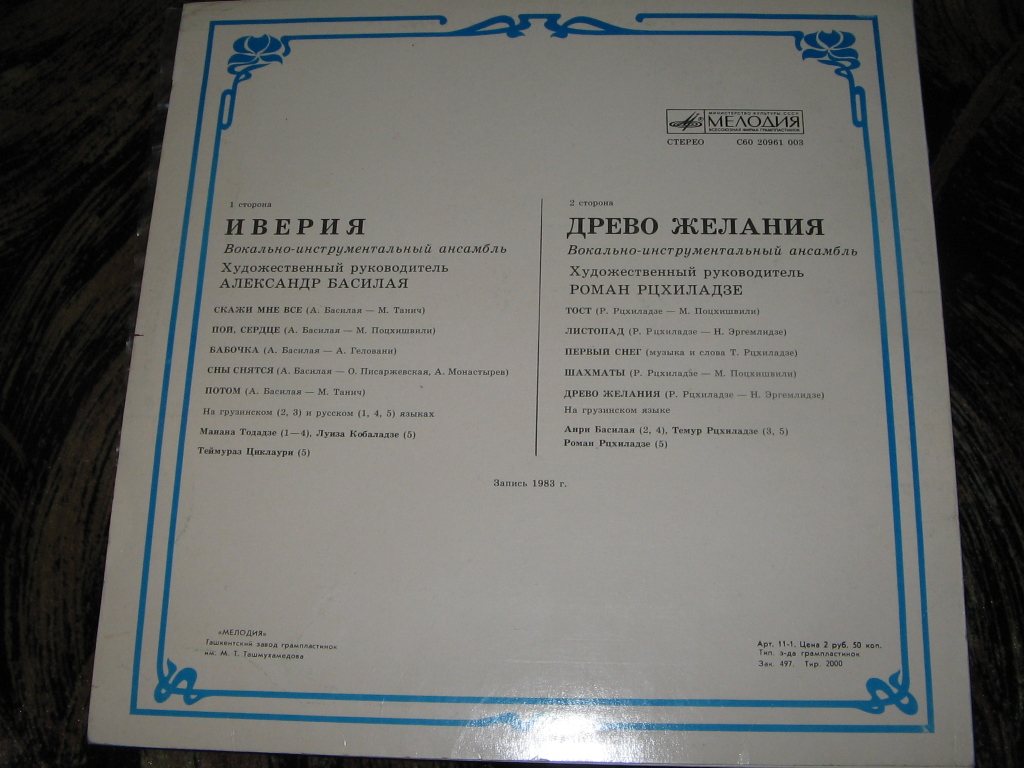 МИНИСТЕРСТВО КУЛЬТУРЫ СССР
МЕЛОДИЯ
ВСЕСОЮЗНАЯ ФИРМА ГРАМПЛАСТИНОК
СТЕРЕО С60 20961 003
1 сторона
ИВЕРИЯ
Вокально-инструментальный ансамбль
Художественный руководитель
АЛЕКСАНДР БАСИЛАЯ
СКАЖИ МНЕ ВСЕ (А. Басилая — М. Танич)
ПОЙ, СЕРДЦЕ (А. Басилая — М. Поцхишвили)
БАБОЧКА (А. Басилая — А. Геловани)
СНЫ СНЯТСЯ (А. Басилая — О. Писаржевская, А. Монастырев)
ПОТОМ (А. Басилая — М. Танич)
На грузинском (2, 3) и русском (1, 4, 5) языках
Манана Тодадзе (1—4), Луиза Кобаладзе (5)
Теймураз Циклаури (5)
2 сторона
ДРЕВО ЖЕЛАНИЯ
Вокально-инструментальный ансамбль
Художественный руководитель
РОМАН РЦХИЛАДЗЕ
ТОСТ (Р. Рцхиладзе — М. Поцхишвили)
ЛИСТОПАД (Р. Рцхиладзе — Н. Эргемлидзе)
ПЕРВЫЙ СНЕГ (музыка и слова Т. Рцхиладзе)
ШАХМАТЫ (Р. Рцхиладзе — М. Поцхишвили)
ДРЕВО ЖЕЛАНИЯ (Р. Рцхиладзе — Н. Эргемлидзе)
На грузинском языке
Анри Басилая (2, 4), Темур Рцхиладзе (3, 5)
Роман Рцхиладзе (5)
Запись 1983 г.
«МЕЛОДИЯ»
Ташкентский завод грампластинок
им. М. Т. Ташмухамедова
Арт. 11-1. Цена 2 руб. 50 коп.
Тип. з-да грампластинок
Зак. 497. Тир. 2000